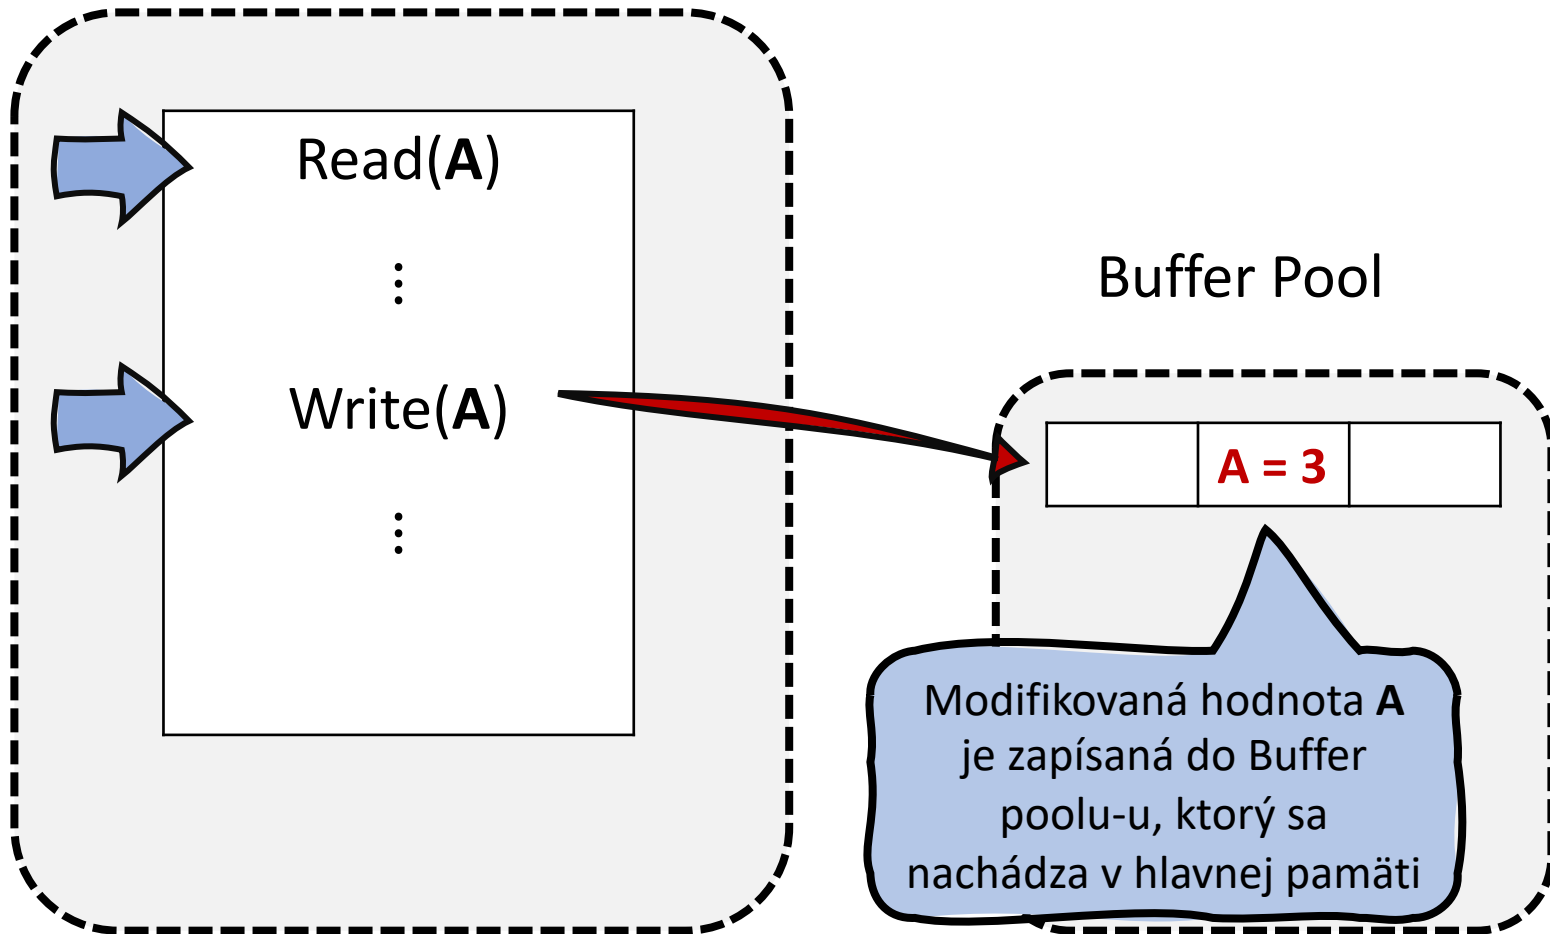 Read(A)
⋮
Write(A)
⋮
Buffer Pool
A = 3
Modifikovaná hodnota A
je zapísaná do Buffer
poolu-u, ktorý sa
nachádza v hlavnej pamäti